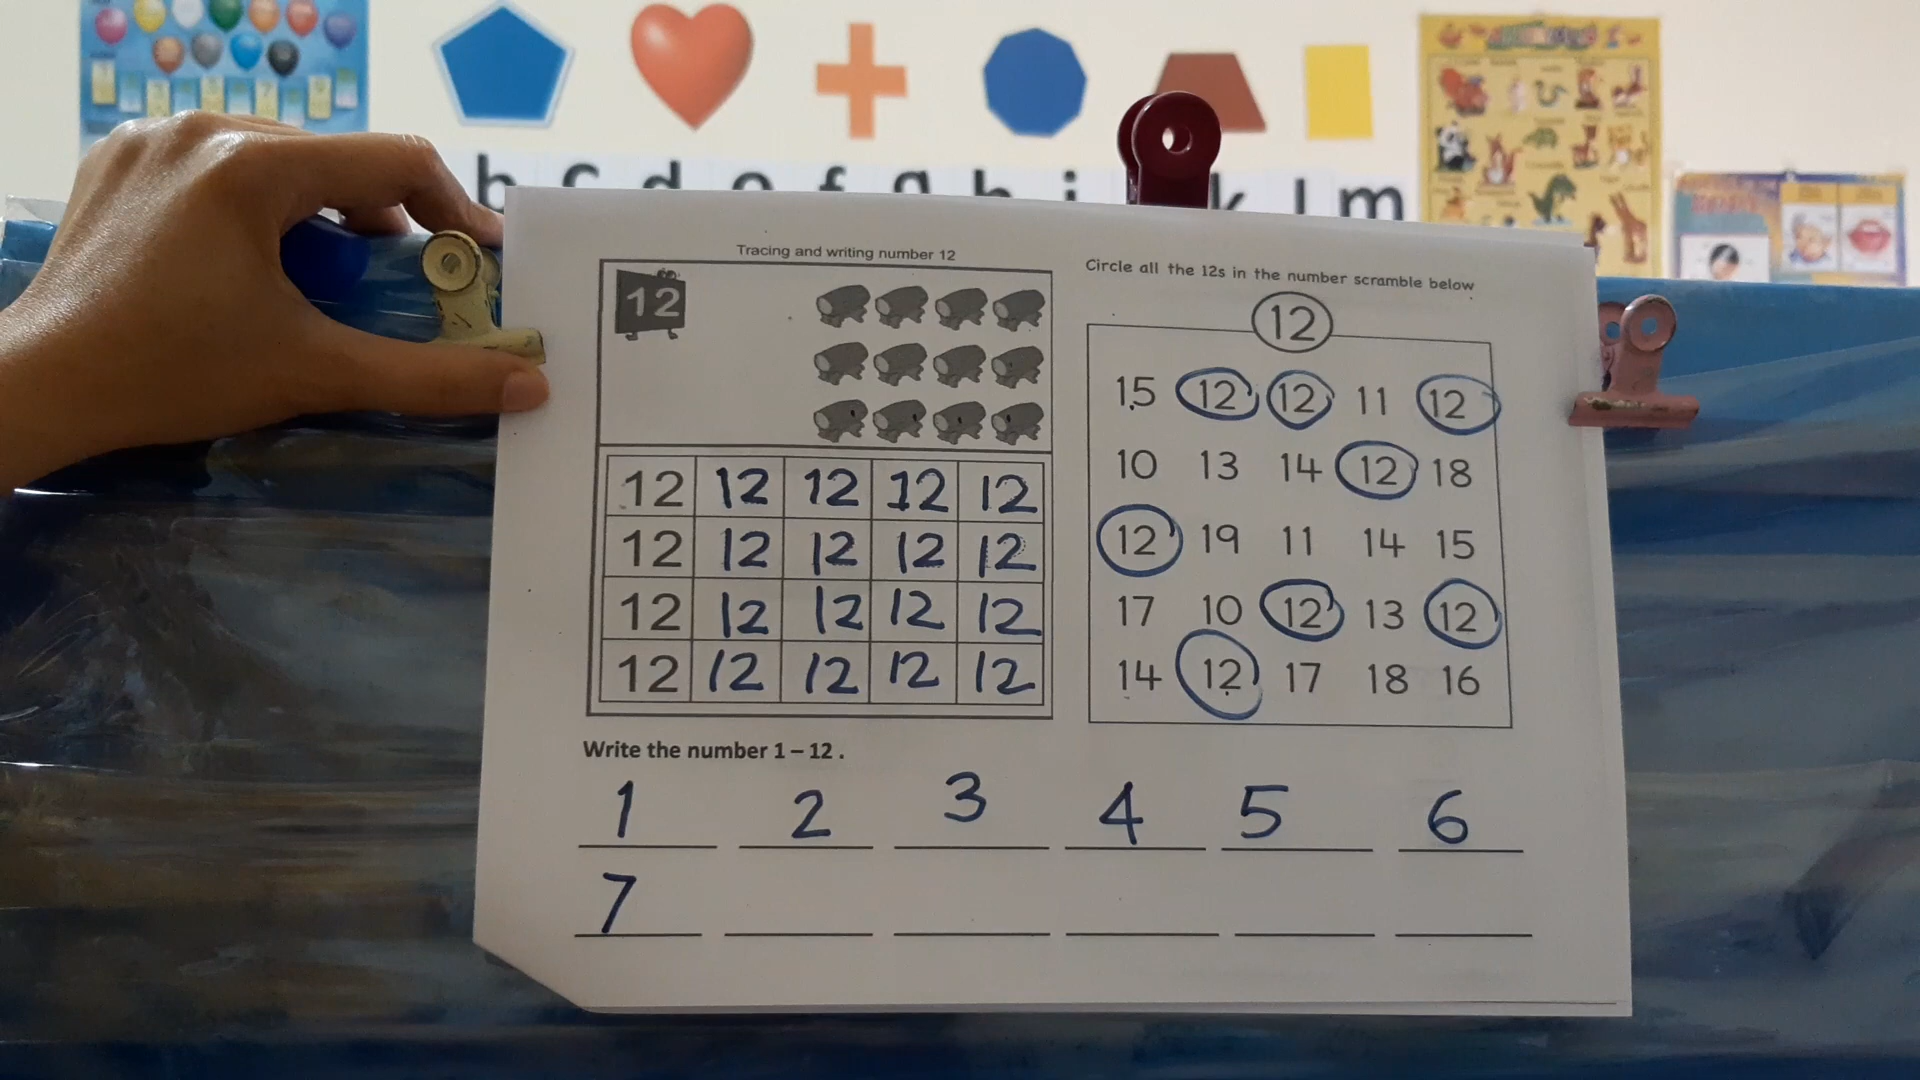 b c d e f g h i k l m
Tracing and writing number 12
12
12 12 12 12 12
12 12 12 12 12
12 12 12 12 12
12 12 12 12 12
Circle all the 12s in the number scramble below
12
15 12 12 11 12
10 13 14 12 18
12 19 11 14 15
17 10 12 13 12
14 12 17 18 16
Write the number 1 – 12 .
1 2 3 4 5 6
7